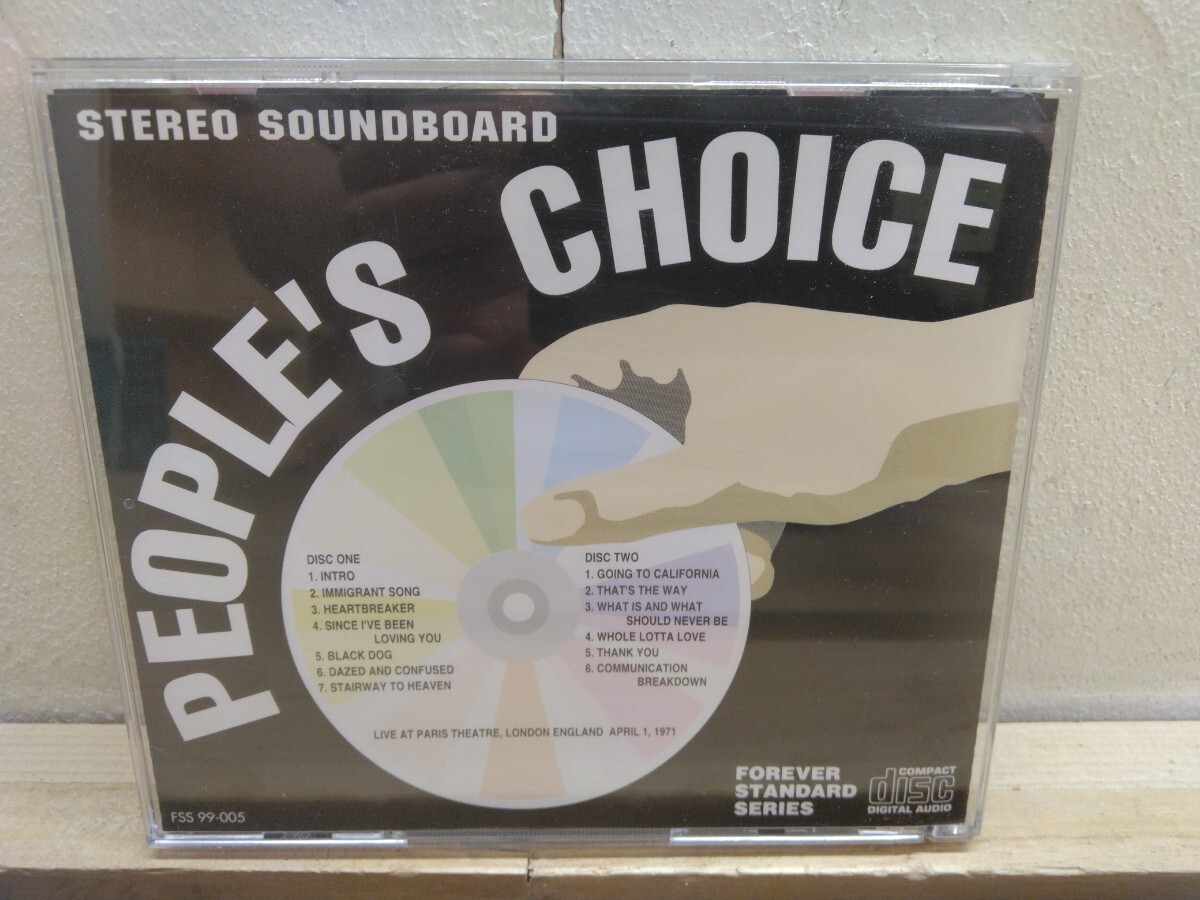 STEREO SOUNDBOARD
PEOPLE'S CHOICE
DISC ONE
1. INTRO
2. IMMIGRANT SONG
3. HEARTBREAKER
4. SINCE I'VE BEEN
LOVING YOU
5. BLACK DOG
6. DAZED AND CONFUSED
7. STAIRWAY TO HEAVEN
DISC TWO
1. GOING TO CALIFORNIA
2. THAT'S THE WAY
3. WHAT IS AND WHAT
SHOULD NEVER BE
4. WHOLE LOTTA LOVE
5. THANK YOU
6. COMMUNICATION
BREAKDOWN
LIVE AT PARIS THEATRE, LONDON ENGLAND APRIL 1, 1971
FOREVER
STANDARD
SERIES
COMPACT
disc
DIGITAL AUDIO
FSS 99-005